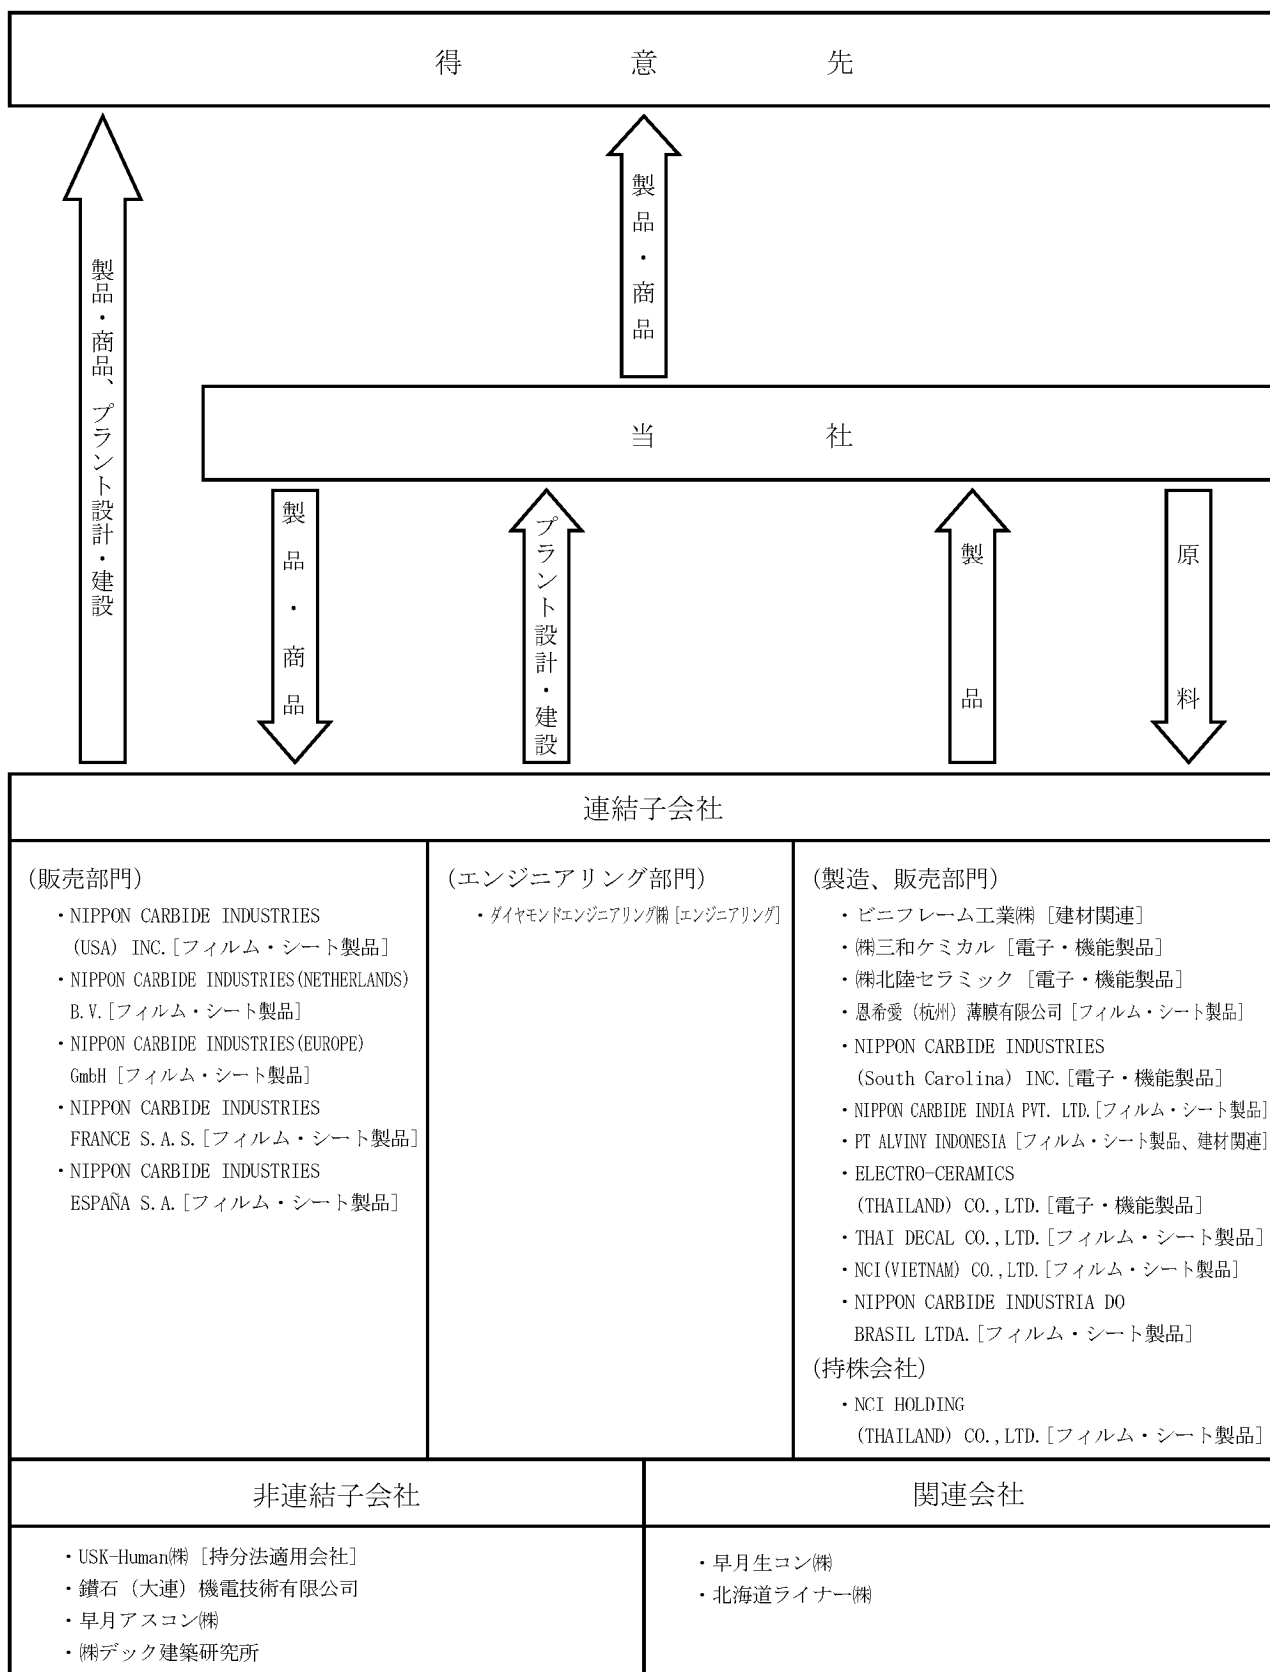 得意先
製品・商品、プラント設計・建設
製品・商品
当社
製品・商品
プラント設計・建設
製品
原料
連結子会社
(販売部門)
・NIPPON CARBIDE INDUSTRIES
(USA) INC.[フィルム・シート製品]
・NIPPON CARBIDE INDUSTRIES(NETHERLANDS)
B.V.[フィルム・シート製品]
・NIPPON CARBIDE INDUSTRIES(EUROPE)
GmbH [フィルム・シート製品]
・NIPPON CARBIDE INDUSTRIES
FRANCE S.A.S.[フィルム・シート製品]
・NIPPON CARBIDE INDUSTRIES
ESPAÑA S.A.[フィルム・シート製品]
(エンジニアリング部門)
・ダイヤモンドエンジニアリング㈱ [エンジニアリング]
(製造、販売部門)
・ビニフレーム工業㈱ [建材関連]
・㈱三和ケミカル [電子・機能製品]
・㈱北陸セラミック [電子・機能製品]
・恩希愛（杭州）薄膜有限公司 [フィルム・シート製品]
・NIPPON CARBIDE INDUSTRIES
(South Carolina) INC.[電子・機能製品]
・NIPPON CARBIDE INDIA PVT. LTD.[フィルム・シート製品]
・PT ALVINY INDONESIA [フィルム・シート製品、建材関連]
・ELECTRO-CERAMICS
(THAILAND) CO.,LTD.[電子・機能製品]
・THAI DECAL CO.,LTD.[フィルム・シート製品]
・NCI(VIETNAM) CO.,LTD.[フィルム・シート製品]
・NIPPON CARBIDE INDUSTRIA DO
BRASIL LTDA.[フィルム・シート製品]
(持株会社)
・NCI HOLDING
(THAILAND) CO.,LTD.[フィルム・シート製品]
非連結子会社
・USK-Human㈱ [持分法適用会社]
・鑽石（大連）機電技術有限公司
・早月アスコン㈱
・㈱デック建築研究所
関連会社
・早月生コン㈱
・北海道ライナー㈱